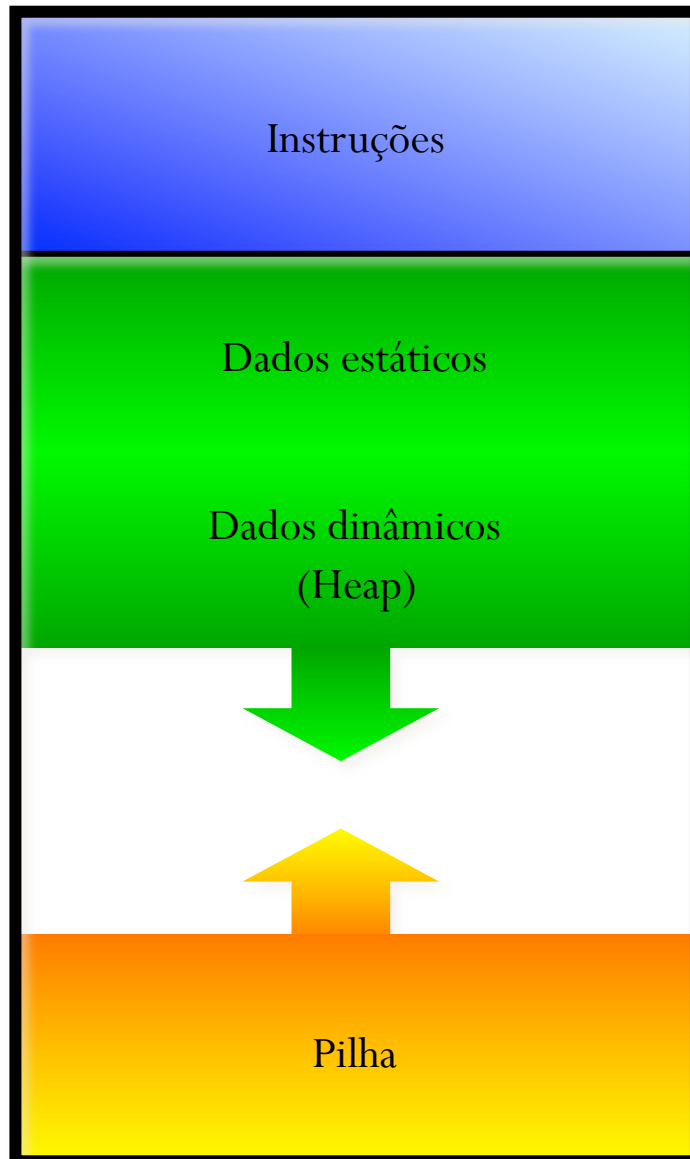 Instruções
Dados estáticos
Dados dinâmicos
(Heap)
Pilha